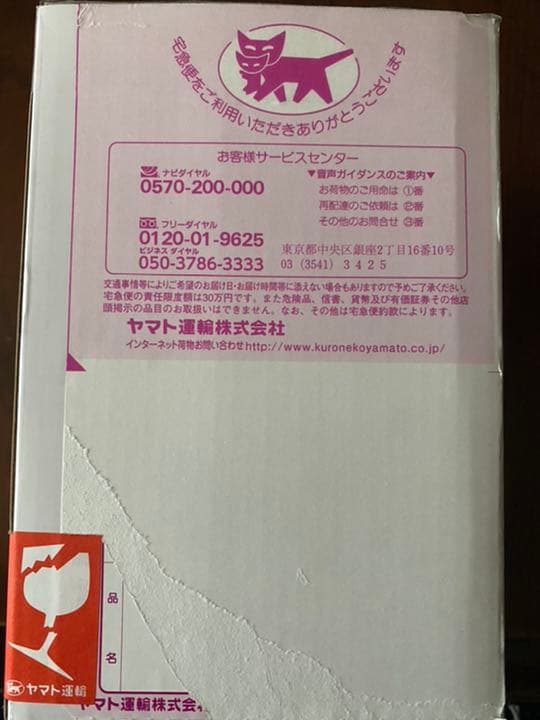 宅急便をご利用いただきありがとうございます
お客様サービスセンター
ナビダイヤル
0570-200-000
フリーダイヤル
0120-01-9625
ビジネス ダイヤル
050-3786-3333
▼音声ガイダンスのご案内▼
お荷物のご用命は ①番
再配達のご依頼は ②番
その他のお問合せ ③番
東京都中央区銀座2丁目16番10号
03 (3541) 3425
交通事情等によりご希望のお届け日・お届け時間帯に添えない場合もありますので予めご了承ください。
宅急便の責任限度額は30万円です。また危険品、信書、貨幣及び有価証券その他店
頭掲示の品目のお取扱いはできません。なお、その他は宅急便約款によります。
ヤマト運輸株式会社
インターネット荷物お問い合わせhttp://www.kuronekoyamato.co.jp/
品名
ヤマト運輸
ヤマト運輸株式会